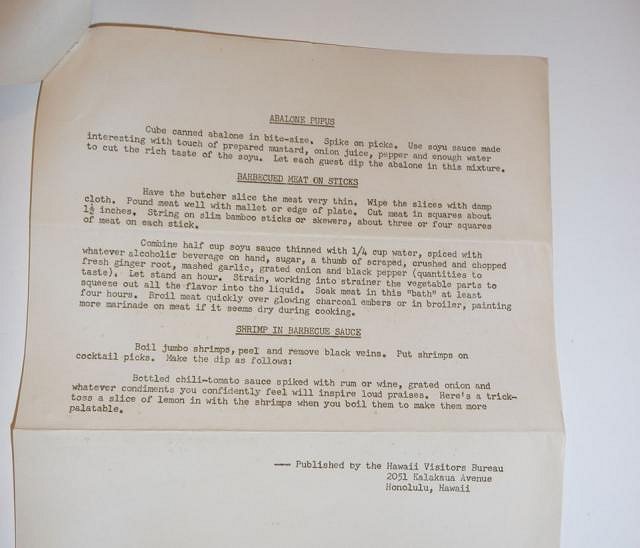 ABALONE PUPUS
Cube canned abalone in bite-size. Spike on picks. Use soyu sauce made
interesting with touch of prepared mustard, onion juice, pepper and enough water
to cut the rich taste of the soyu. Let each guest dip the abalone in this mixture.
BARBECUED MEAT ON STICKS
Have the butcher slice the meat very thin. Wipe the slices with damp
cloth. Pound meat well with mallet or edge of plate. Cut meat in squares about
1½ inches. String on slim bamboo sticks or skewers, about three or four squares
of meat on each stick.
Combine half cup soyu sauce thinned with 1/4 cup water, spiced with
whatever alcoholic beverage on hand, sugar, a thumb of scraped, crushed and chopped
fresh ginger root, mashed garlic, grated onion and black pepper (quantities to
taste). Let stand an hour. Strain, working into strainer the vegetable parts to
squeeze out all the flavor into the liquid. Soak meat in this "bath" at least
four hours. Broil meat quickly over glowing charcoal embers or in broiler, painting
more marinade on meat if it seems dry during cooking.
SHRIMP IN BARBECUE SAUCE
Boil jumbo shrimps, peel and remove black veins. Put shrimps on
cocktail picks. Make the dip as follows:
Bottled chili-tomato sauce spiked with rum or wine, grated onion and
whatever condiments you confidently feel will inspire loud praises. Here's a trick-
toss a slice of lemon in with the shrimps when you boil them to make them more
palatable.
— Published by the Hawaii Visitors Bureau
2051 Kalakaua Avenue
Honolulu, Hawaii